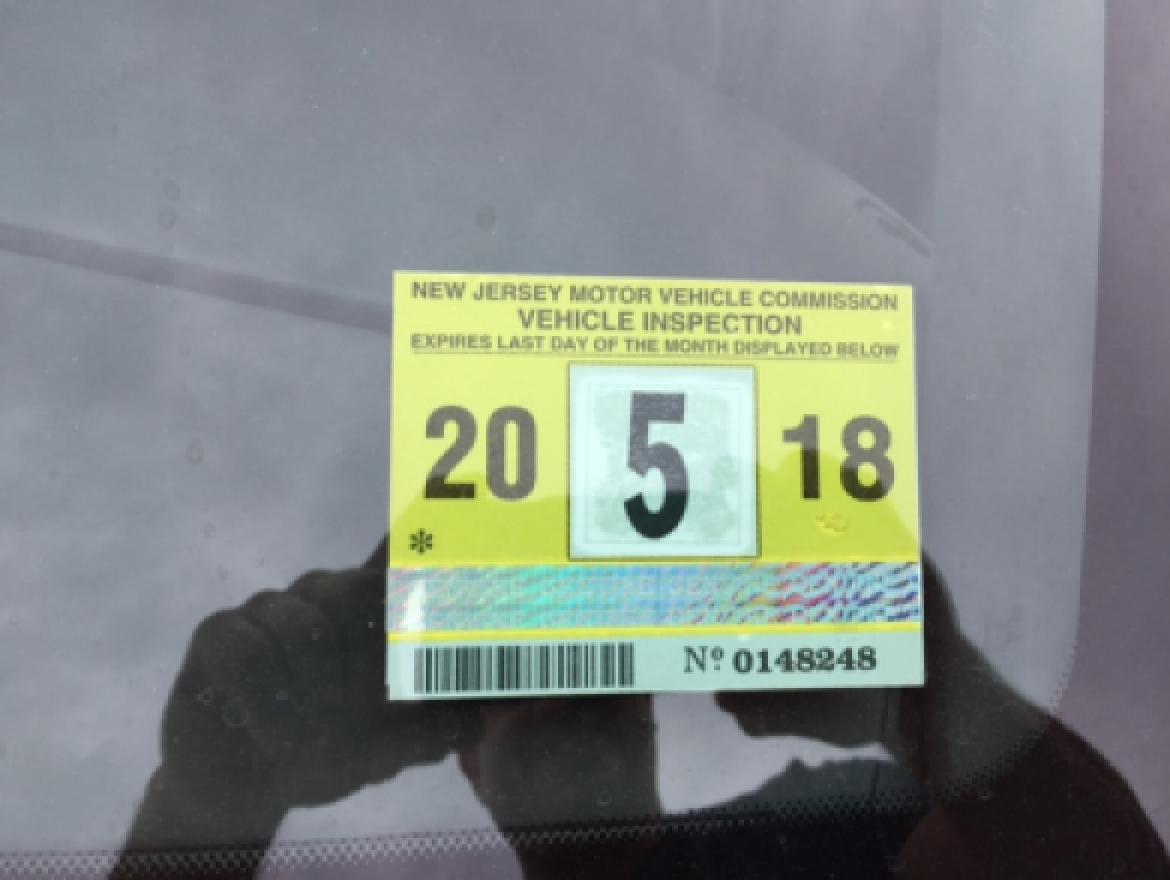 NEW JERSEY MOTOR VEHICLE COMMISSION
VEHICLE INSPECTION
EXPIRES LAST DAY OF THE MONTH DISPLAYED BELOW
20 5 18
*
Nº 0148248